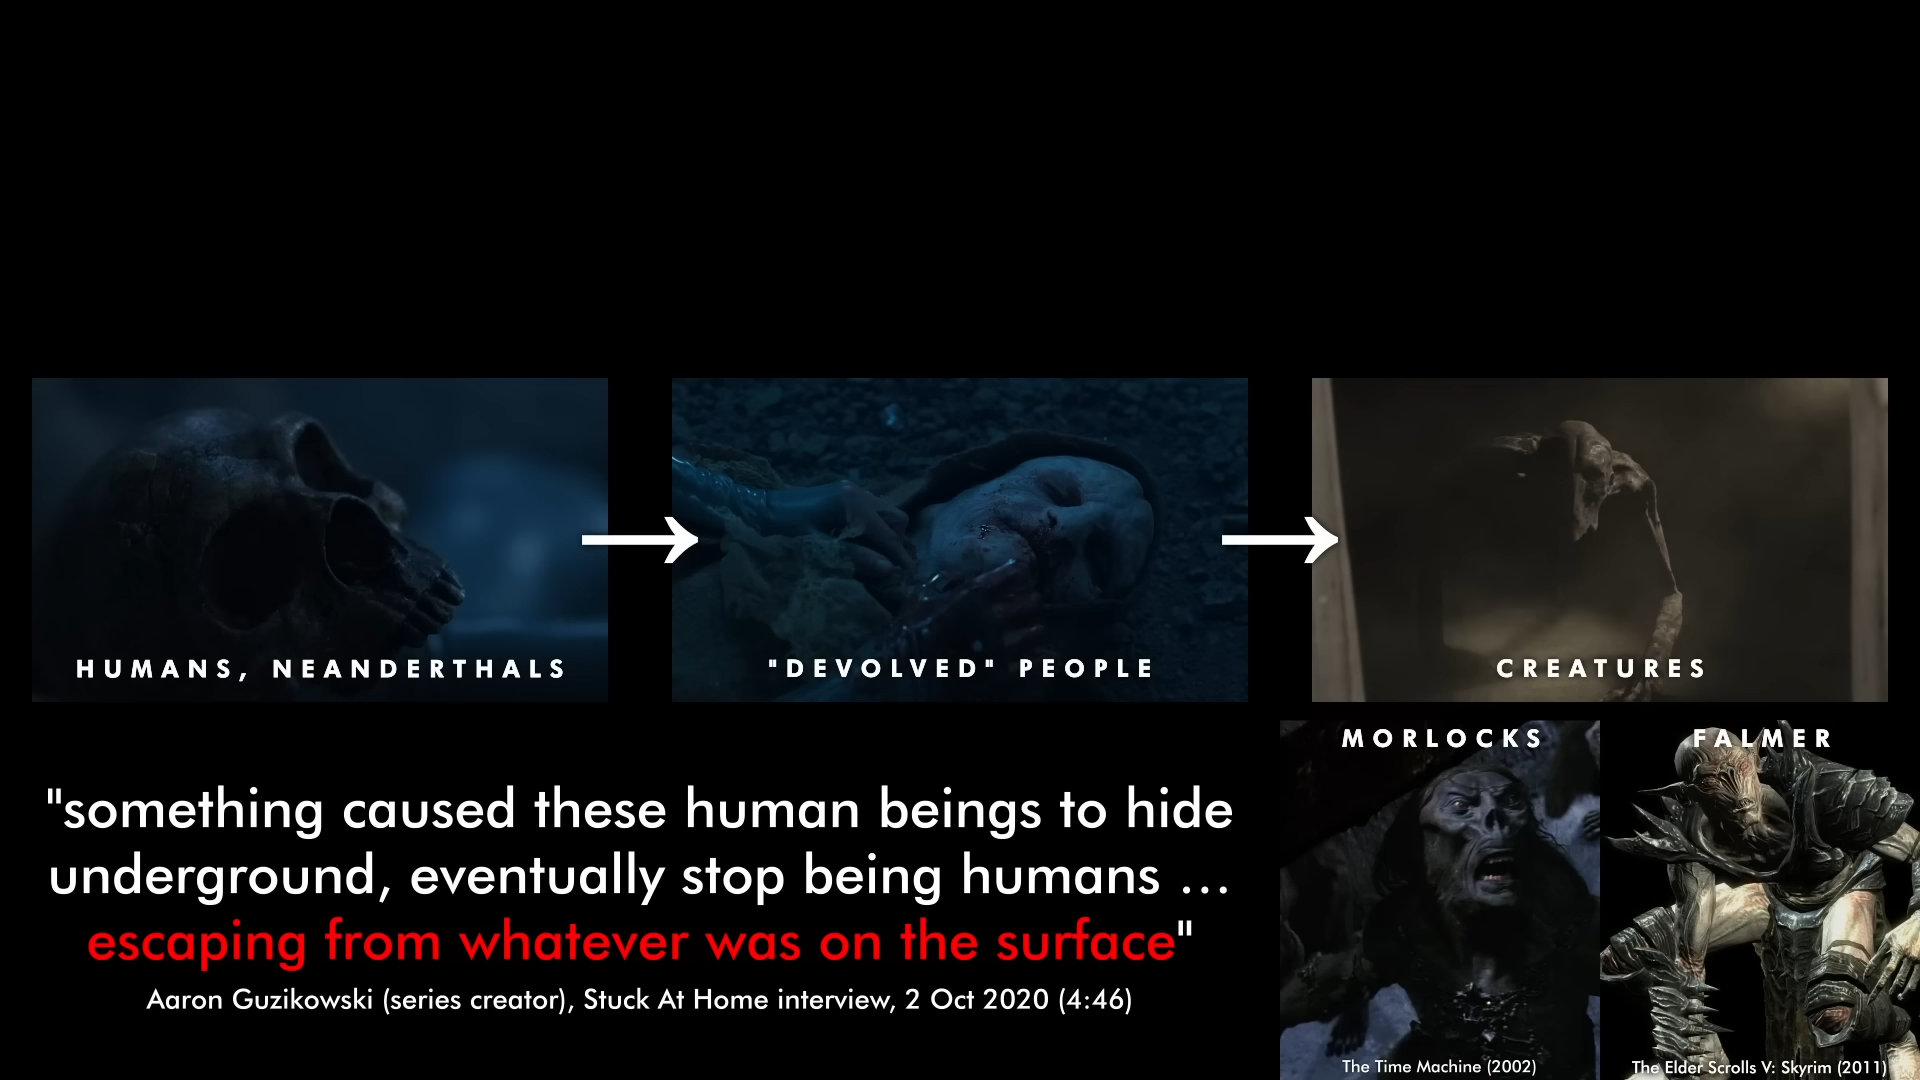 HUMANS, NEANDERTHALS
"DEVOLVED" PEOPLE
CREATURES
"something caused these human beings to hide
underground, eventually stop being humans …
escaping from whatever was on the surface"
Aaron Guzikowski (series creator), Stuck At Home interview, 2 Oct 2020 (4:46)
MORLOCKS
The Time Machine (2002)
FALMER
The Elder Scrolls V: Skyrim (2011)